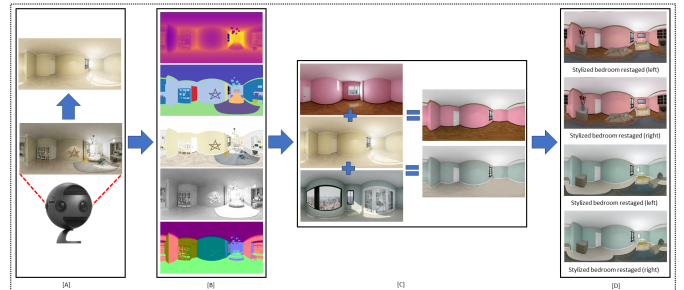 Stylized bedroom restaged (left)
Stylized bedroom restaged (right)
Stylized bedroom restaged (left)
Stylized bedroom restaged (right)
[A]
[B]
[C]
[D]